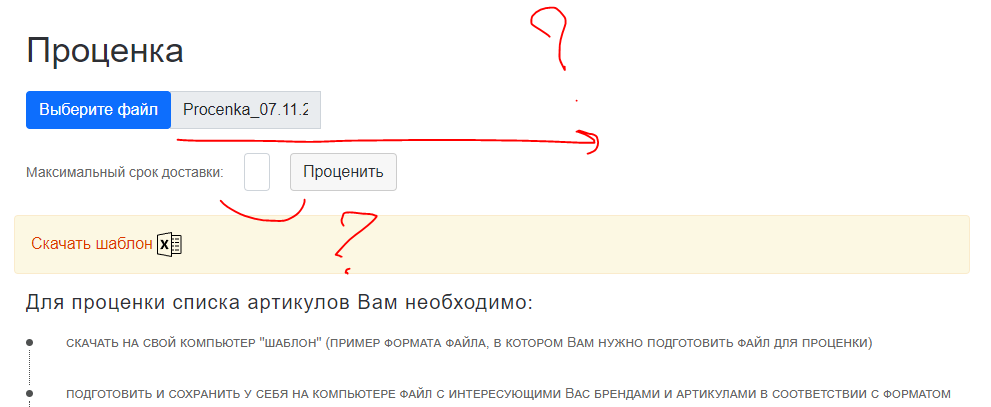 ?
Проценка
Выберите файл Procenka_07.11.2
Максимальный срок доставки: Проценить
?
Скачать шаблон
Для проценки списка артикулов Вам необходимо:
СКАЧАТЬ НА СВОЙ КОМПЬЮТЕР "ШАБЛОН" (ПРИМЕР ФОРМАТА ФАЙЛА, В КОТОРОМ ВАМ НУЖНО ПОДГОТОВИТЬ ФАЙЛ ДЛЯ ПРОЦЕНКИ)
ПОДГОТОВИТЬ И СОХРАНИТЬ У СЕБЯ НА КОМПЬЮТЕРЕ ФАЙЛ С ИНТЕРЕСУЮЩИМИ ВАС БРЕНДАМИ И АРТИКУЛАМИ В СООТВЕТСТВИИ С ФОРМАТОМ